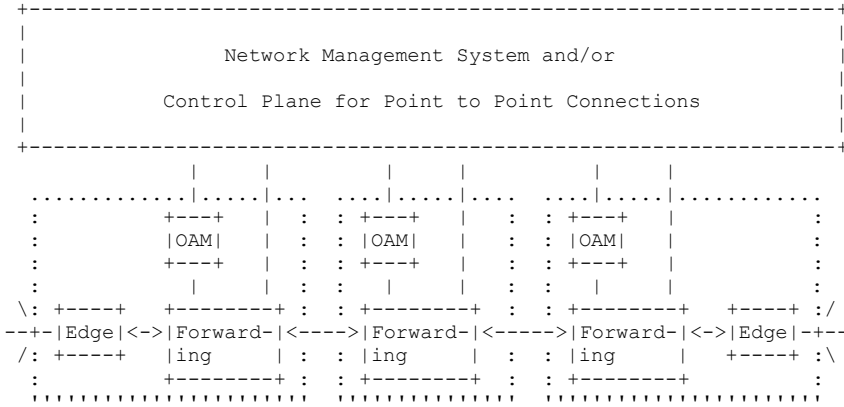 Network Management System and/or
Control Plane for Point to Point Connections
OAM OAM OAM
Edge Forward- Forward- Forward- Edge
ing ing ing